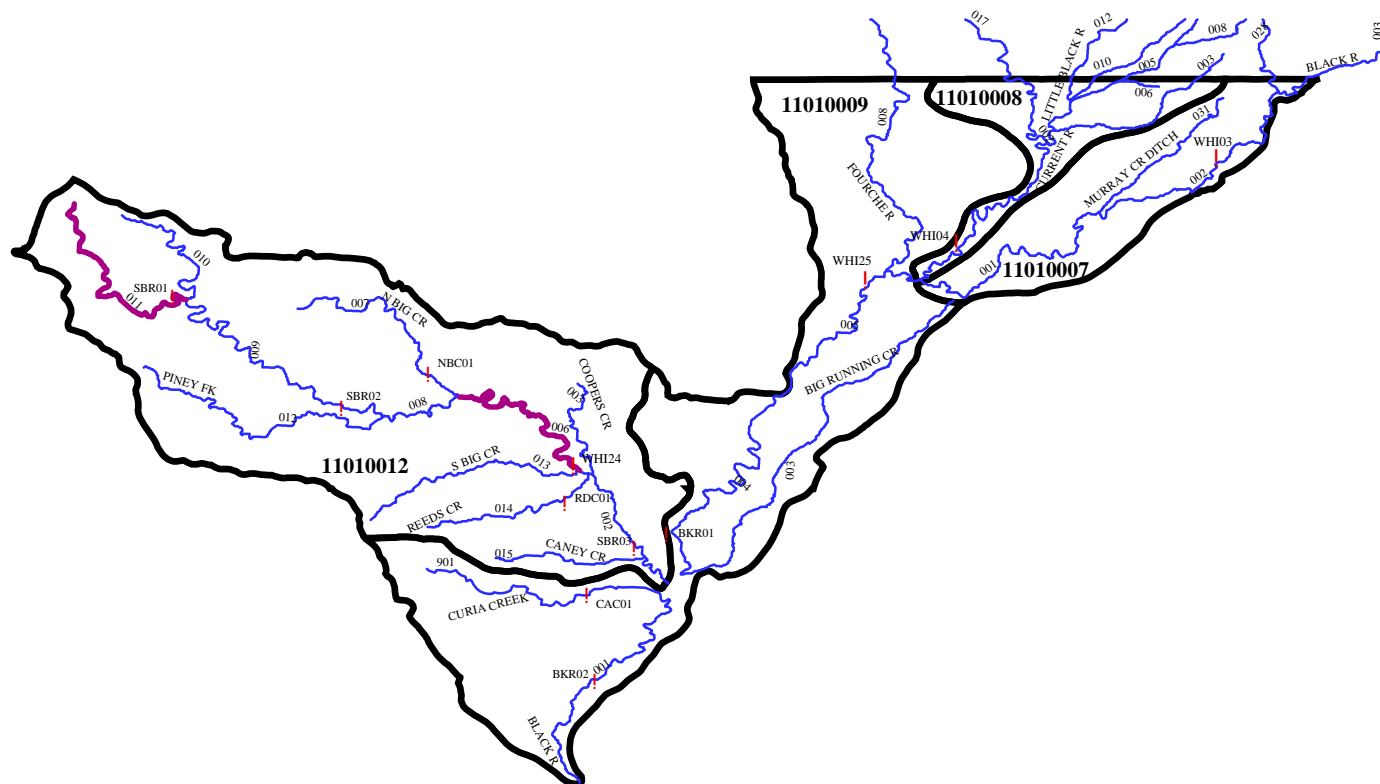 017
012
008
028
003
BLACK R
LITTLE BLACK R
010
005
003
006
11010009
11010008
008
031
WHI03
CURRENT R
MURRAY CR DITCH
002
FOURCHE R
WHI04
001
11010007
WHI25
005
BIG RUNNING CR
010
SBR01
011
007
N BIG CR
009
NBC01
COOPERS CR
003
PINEY FK
SBR02
008
012
006
11010012
S BIG CR
013
WHI24
003
004
REEDS CR
014
RDC01
002
SBR03
BKR01
015
CANEY CR
901
CURIA CREEK
CAC01
BKR02
001
BLACK R